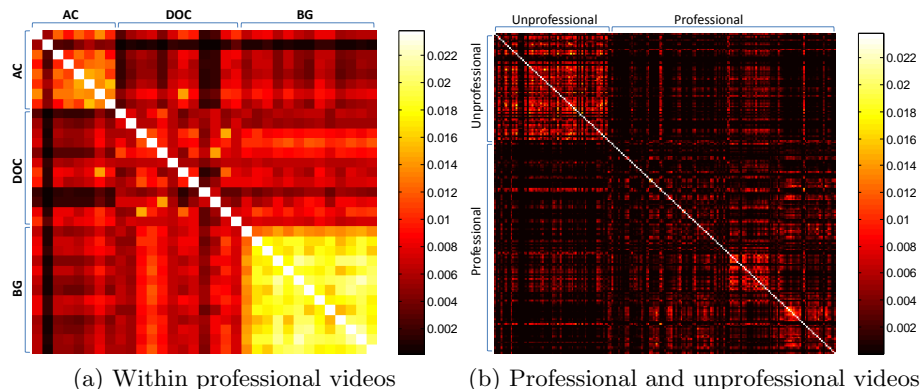 AC DOC BG
AC
DOC
BG
0.022
0.02
0.018
0.016
0.014
0.012
0.01
0.008
0.006
0.004
0.002
(a) Within professional videos
Unprofessional Professional
Unprofessional
Professional
0.022
0.02
0.018
0.016
0.014
0.012
0.01
0.008
0.006
0.004
0.002
(b) Professional and unprofessional videos